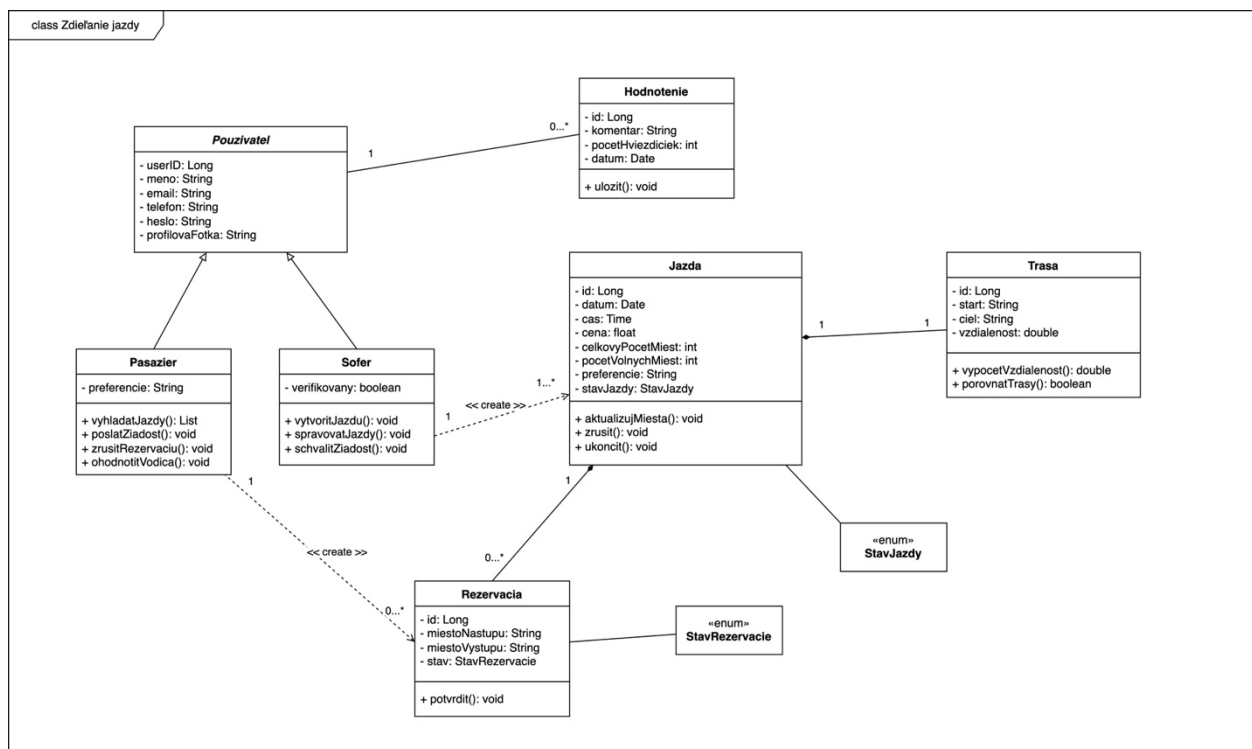 class Zdieľanie jazdy
Hodnotenie
- id: Long
- komentar: String
- pocetHviezdiciek: int
- datum: Date
+ ulozit(): void
0...*
1
Pouzivatel
- userID: Long
- meno: String
- email: String
- telefon: String
- heslo: String
- profilovaFotka: String
Jazda
- id: Long
- datum: Date
- cas: Time
- cena: float
- celkovyPocetMiest: int
- pocetVolnychMiest: int
- preferencie: String
- stavJazdy: StavJazdy
+ aktualizujMiesta(): void
+ zrusit(): void
+ ukoncit(): void
1
1
Trasa
- id: Long
- start: String
- ciel: String
- vzdialenost: double
+ vypocetVzdialenost(): double
+ porovnatTrasy(): boolean
Pasazier
- preferencie: String
+ vyhladatJazdy(): List
+ poslatZiadost(): void
+ zrusitRezervaciu(): void
+ ohodnotitVodica(): void
Sofer
- verifikovany: boolean
+ vytvoritJazdu(): void
+ spravovatJazdy(): void
+ schvalitZiadost(): void
1...*
<< create >>
1
1
1
<< create >>
0...*
0...*
«enum»
StavJazdy
Rezervacia
- id: Long
- miestoNastupu: String
- miestoVystupu: String
- stav: StavRezervacie
+ potvrdit(): void
«enum»
StavRezervacie